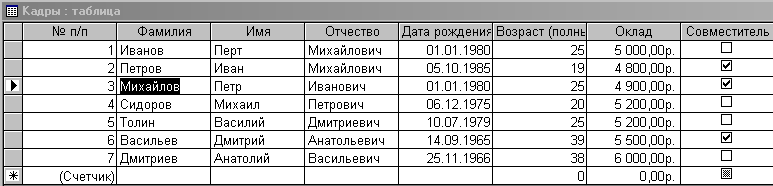 Кадры : таблица
№ п/п Фамилия Имя Отчество Дата рождения Возраст (полны Оклад Совместитель
1 Иванов Перт Михайлович 01.01.1980 25 5 000,00р.
2 Петров Иван Михайлович 05.10.1985 19 4 800,00р.
3 Михайлов Петр Иванович 01.01.1980 25 4 900,00р.
4 Сидоров Михаил Петрович 06.12.1975 20 5 200,00р.
5 Толин Василий Дмитриевич 10.07.1979 25 5 200,00р.
6 Васильев Дмитрий Анатольевич 14.09.1965 39 5 500,00р.
7 Дмитриев Анатолий Васильевич 25.11.1966 38 6 000,00р.
(Счетчик) 0 0,00р.